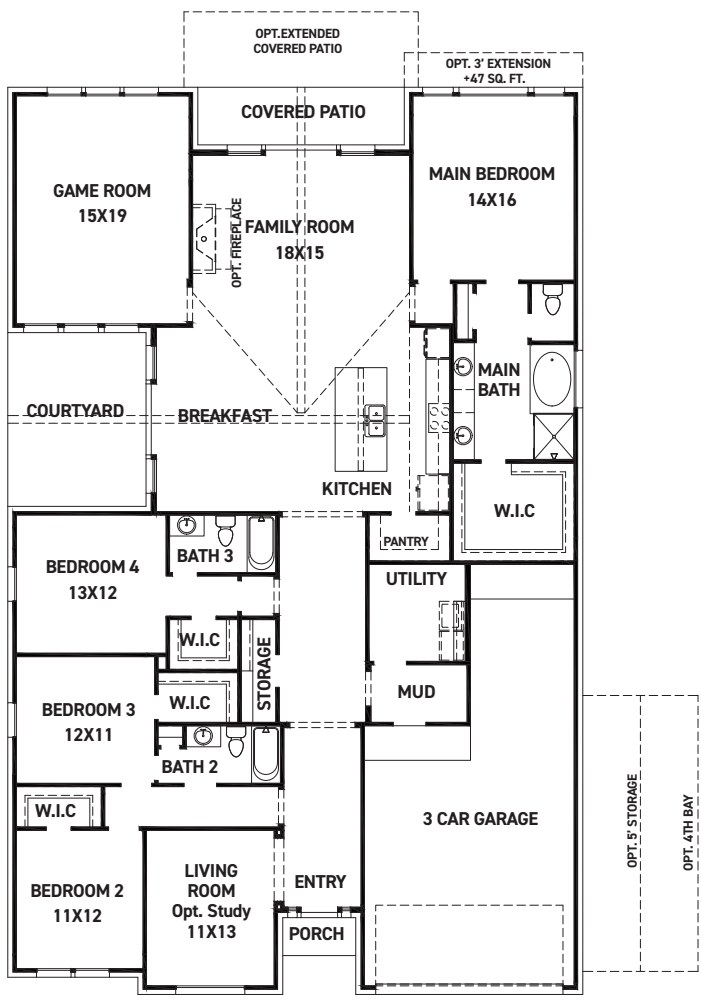 OPT.EXTENDED
COVERED PATIO
OPT. 3' EXTENSION
+47 SQ. FT.
COVERED PATIO
GAME ROOM
15X19
OPT. FIREPLACE
FAMILY ROOM
18X15
MAIN BEDROOM
14X16
MAIN
BATH
COURTYARD
BREAKFAST
KITCHEN
W.I.C
PANTRY
BEDROOM 4
13X12
BATH 3
UTILITY
W.I.C
STORAGE
MUD
BEDROOM 3
12X11
W.I.C
BATH 2
W.I.C
3 CAR GARAGE
OPT. 5' STORAGE
OPT. 4TH BAY
BEDROOM 2
11X12
LIVING
ROOM
Opt. Study
11X13
ENTRY
PORCH